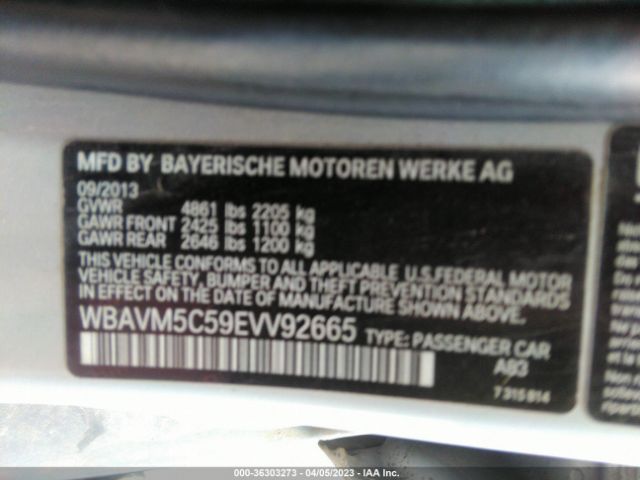 MFD BY BAYERISCHE MOTOREN WERKE AG
09/2013
GVWR 4861 lbs 2205 kg
GAWR FRONT 2425 lbs 1100 kg
GAWR REAR 2646 lbs 1200 kg
THIS VEHICLE CONFORMS TO ALL APPLICABLE U.S.FEDERAL MOTOR
VEHICLE SAFETY, BUMPER AND THEFT PREVENTION STANDARDS
IN EFFECT ON THE DATE OF MANUFACTURE SHOWN ABOVE.
WBAVM5C59EVV92665 TYPE: PASSENGER CAR
A83
7 315 814
000-36303273 - 04/05/2023 - IAA Inc.